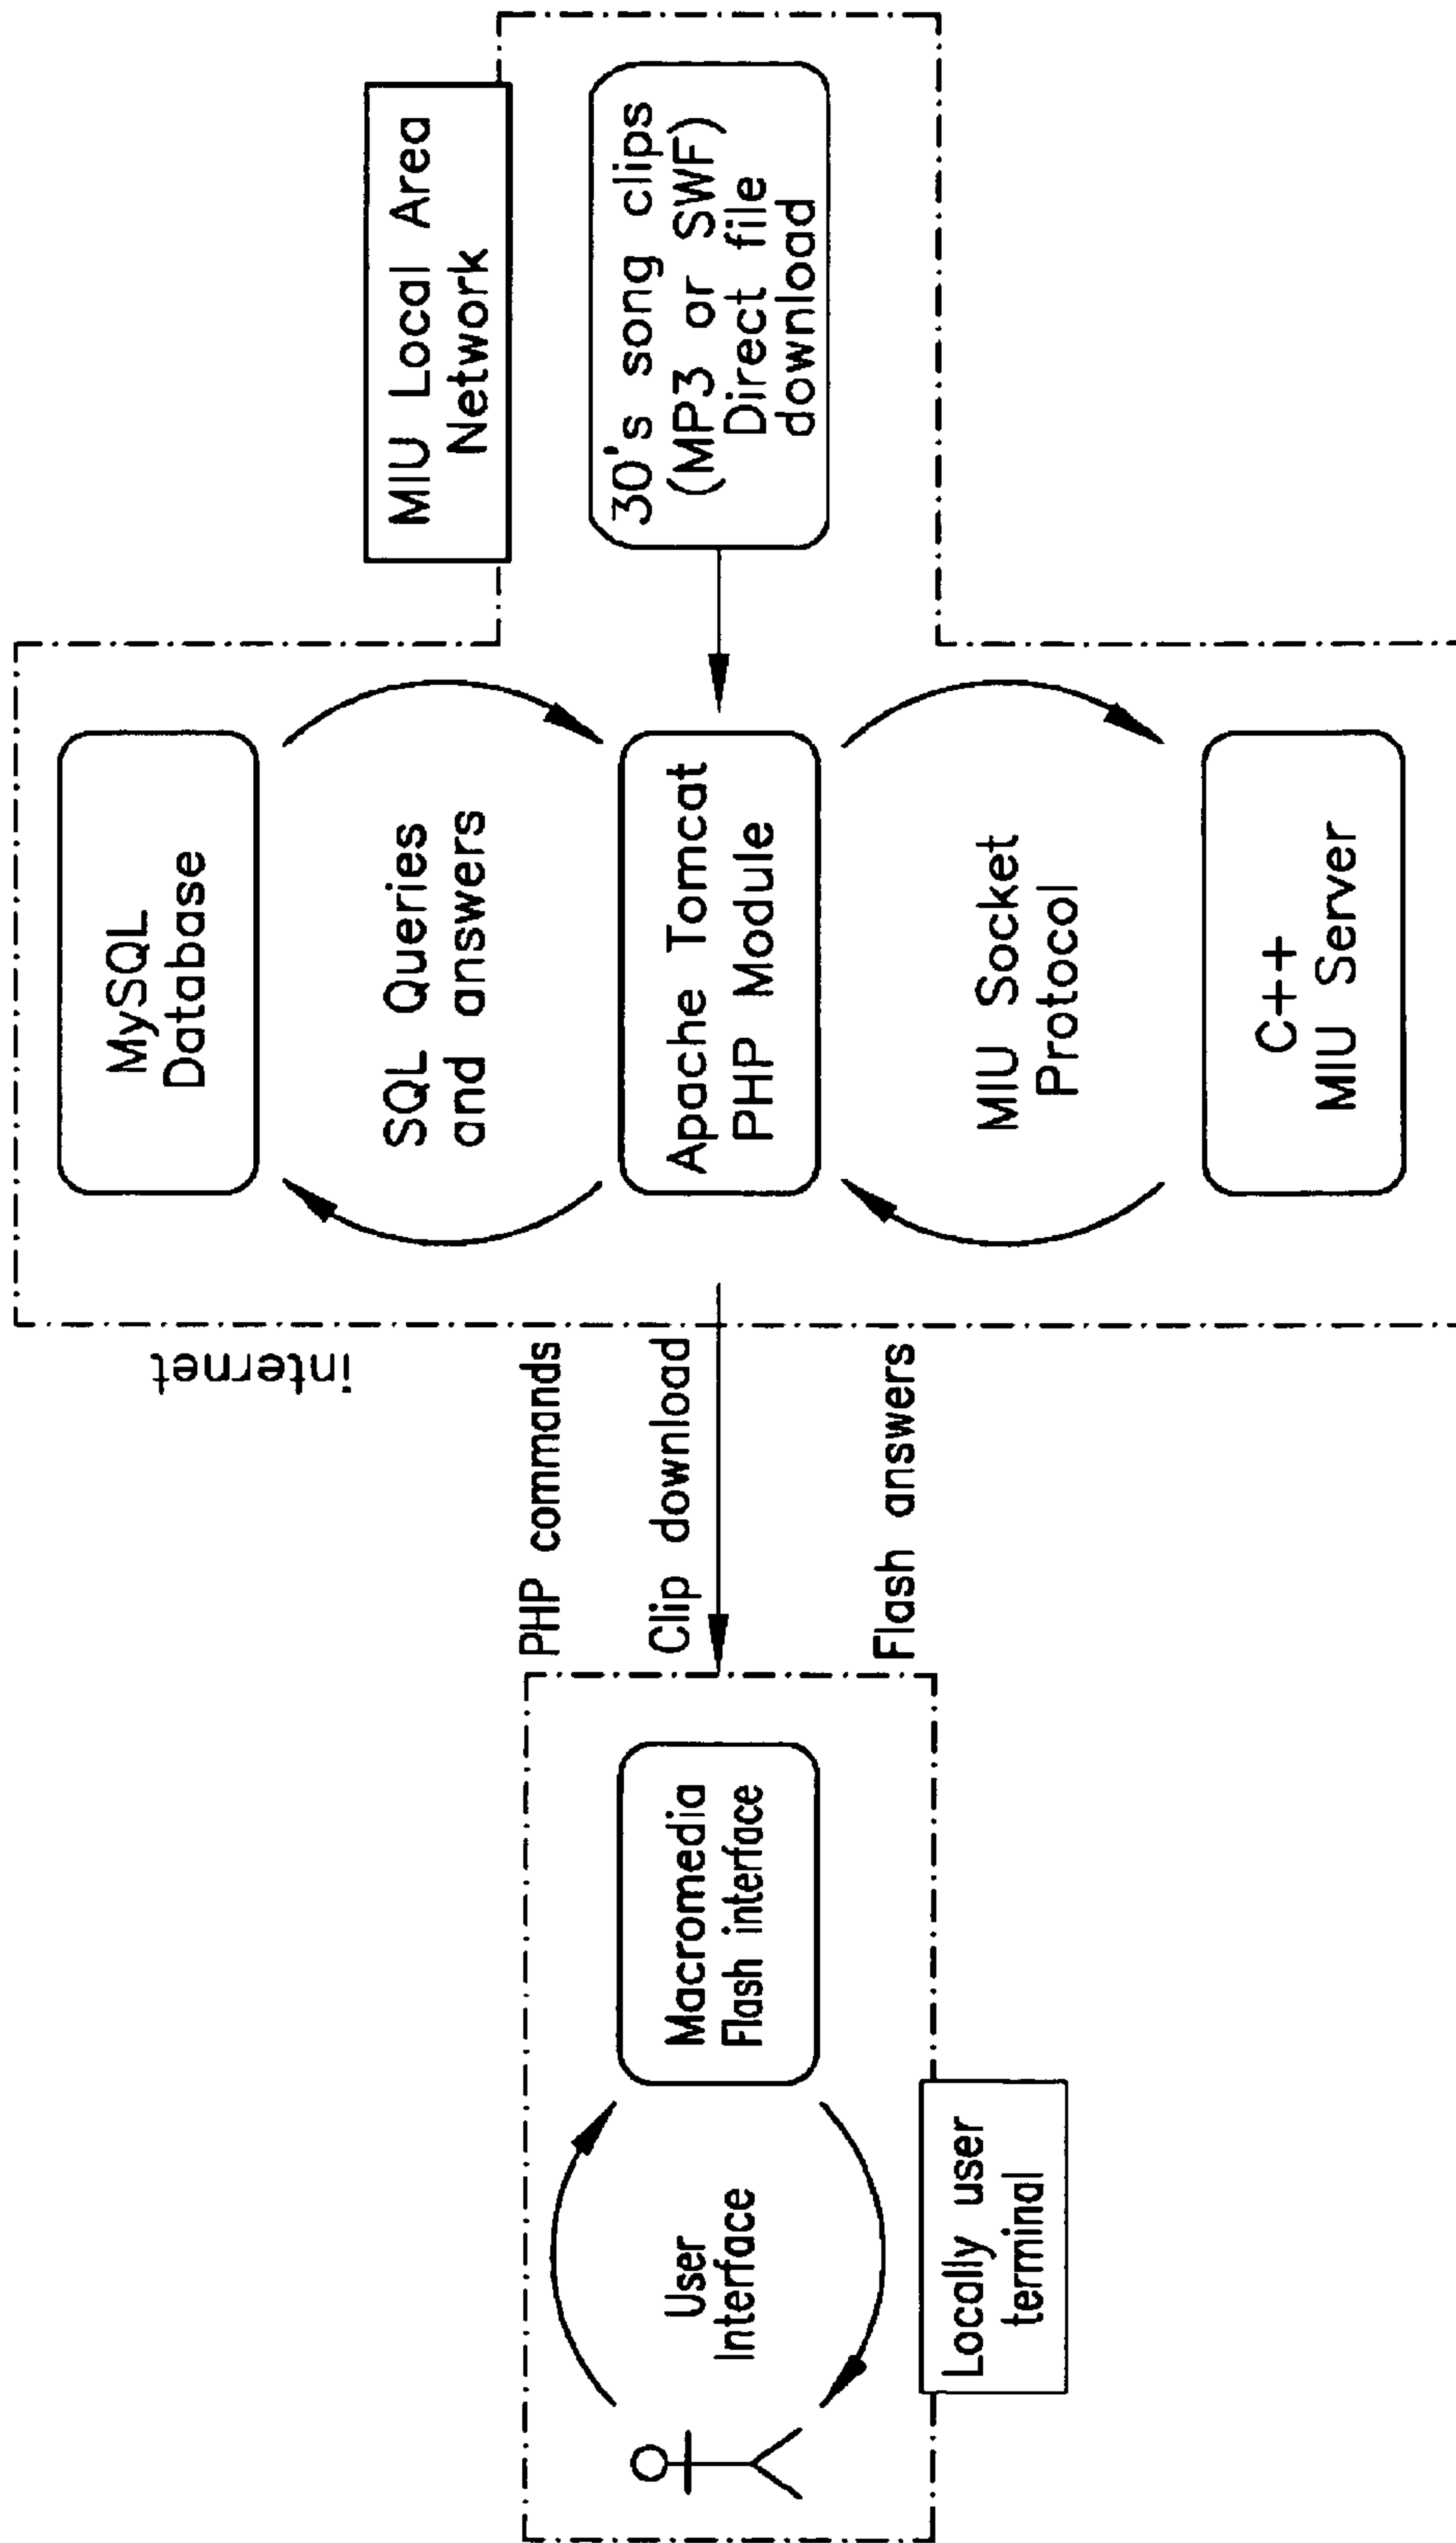 MIU Local Area
Network
MySQL
Database
SQL Queries
and answers
Apache Tomcat
PHP Module
30's song clips
(MP3 or SWF)
Direct file
download
MIU Socket
Protocol
C++
MIU Server
internet
PHP commands
Clip download
Flash answers
Macromedia
Flash interface
User
Interface
Locally user
terminal